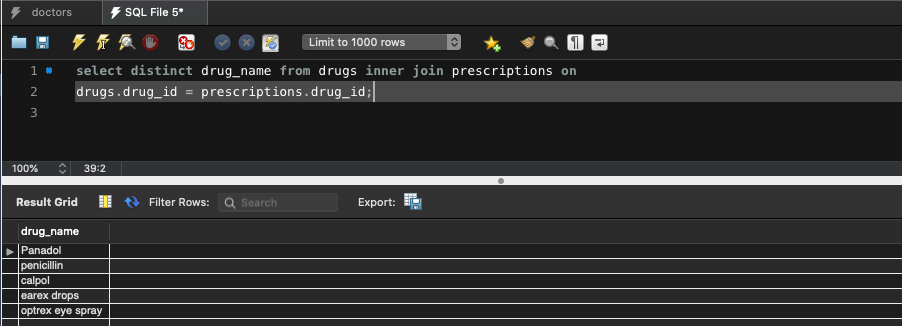 doctors
SQL File 5*
Limit to 1000 rows
1 select distinct drug_name from drugs inner join prescriptions on
2 drugs.drug_id = prescriptions.drug_id;
3
100% 39:2
Result Grid Filter Rows: Search Export:
drug_name
Panadol
penicillin
calpol
earex drops
optrex eye spray